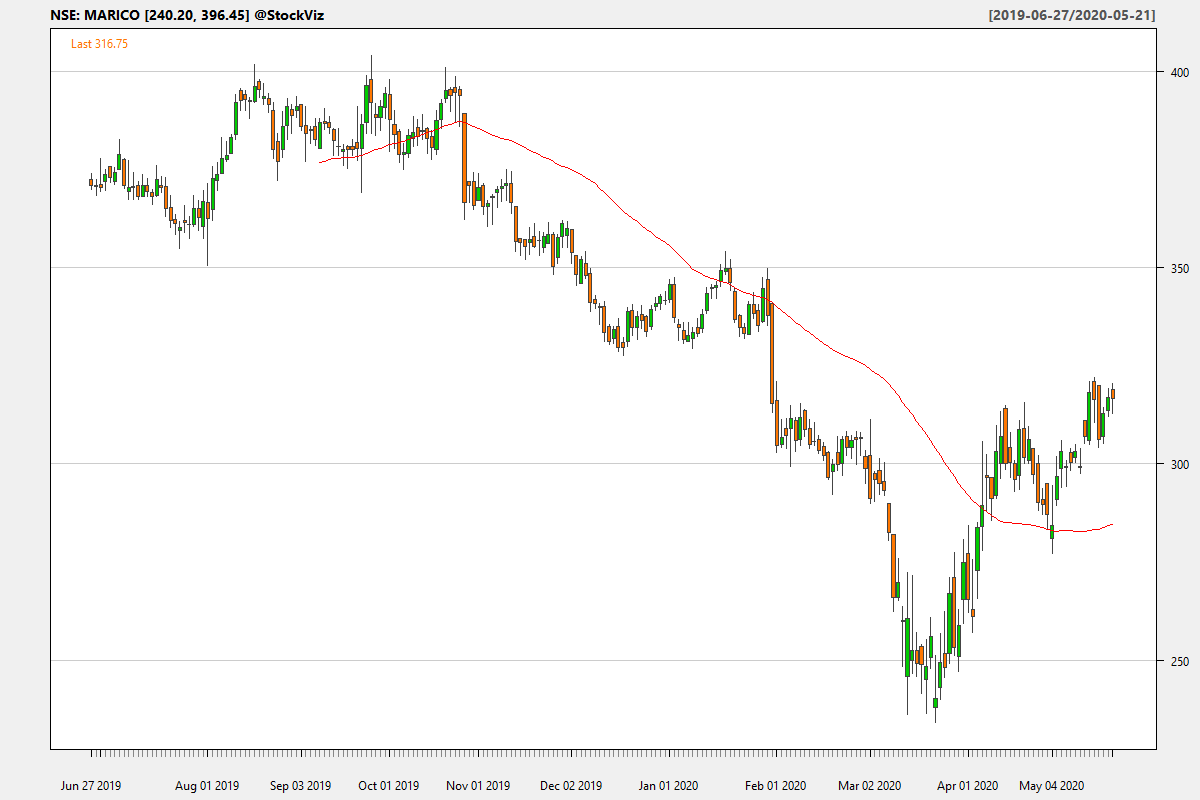 NSE: MARICO [240.20, 396.45] @StockViz
[2019-06-27/2020-05-21]
Last 316.75
400
350
300
250
Jun 27 2019
Aug 01 2019
Sep 03 2019
Oct 01 2019
Nov 01 2019
Dec 02 2019
Jan 01 2020
Feb 01 2020
Mar 02 2020
Apr 01 2020
May 04 2020